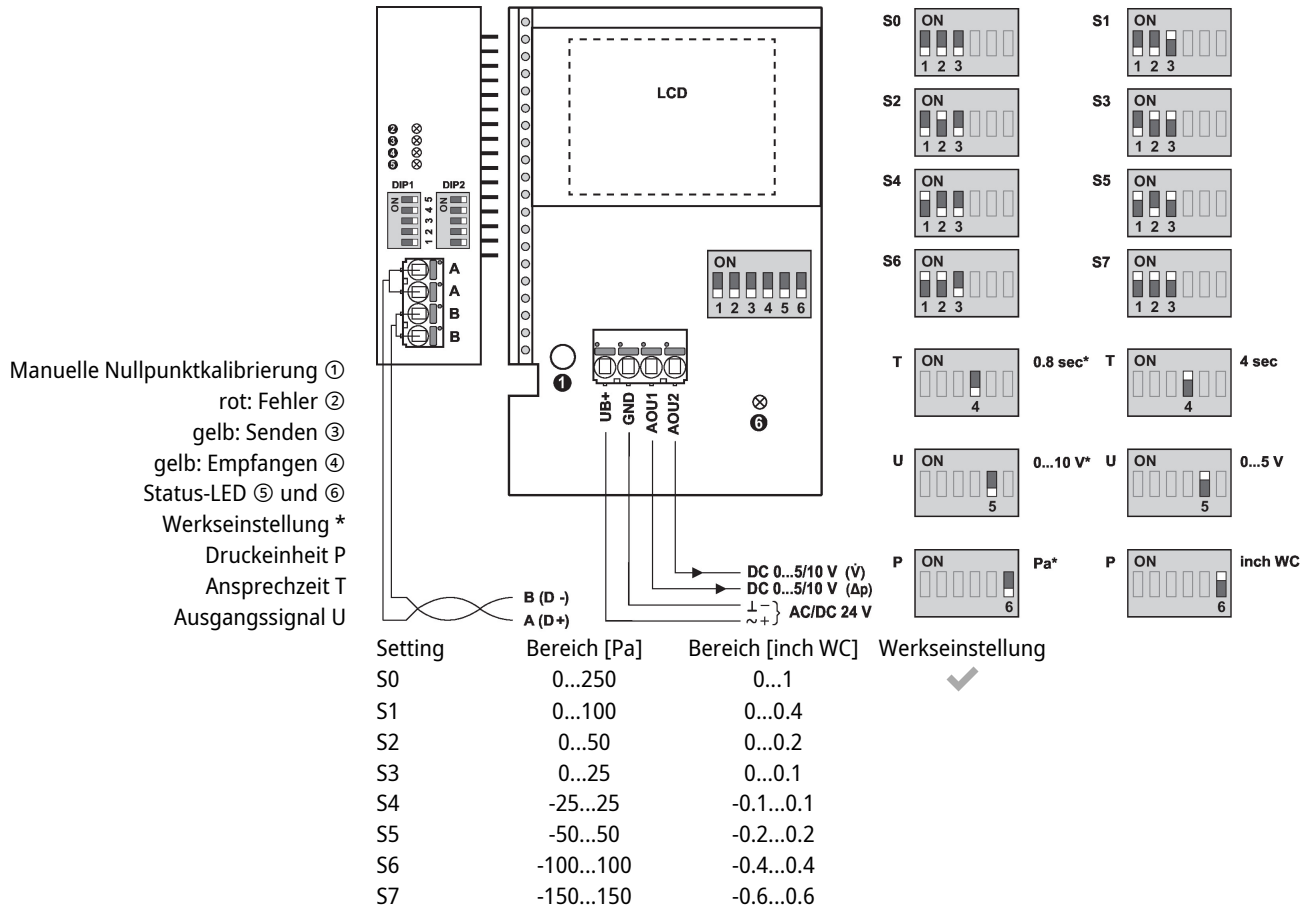 S0 ON
1 2 3
S1 ON
1 2 3
LCD
S2 ON
1 2 3
S3 ON
1 2 3
❷
❸
❹
❺
DIP1 DIP2
ON ON
1 2 3 4 5
A
A
B
B
S4 ON
1 2 3
S5 ON
1 2 3
ON
1 2 3 4 5 6
S6 ON
1 2 3
S7 ON
1 2 3
❶
UB+
GND
AOU1
AOU2
❻
T ON 0.8 sec*
4
T ON 4 sec
4
U ON 0...10 V*
5
U ON 0...5 V
5
P ON Pa*
6
P ON inch WC
6
Manuelle Nullpunktkalibrierung ①
rot: Fehler ②
gelb: Senden ③
gelb: Empfangen ④
Status-LED ⑤ und ⑥
Werkseinstellung *
Druckeinheit P
Ansprechzeit T
Ausgangssignal U
DC 0...5/10 V (V̇)
DC 0...5/10 V (Δp)
⊥ −
~ + } AC/DC 24 V
B (D -)
A (D+)
Setting Bereich [Pa] Bereich [inch WC] Werkseinstellung
S0 0...250 0...1 ✔
S1 0...100 0...0.4
S2 0...50 0...0.2
S3 0...25 0...0.1
S4 -25...25 -0.1...0.1
S5 -50...50 -0.2...0.2
S6 -100...100 -0.4...0.4
S7 -150...150 -0.6...0.6